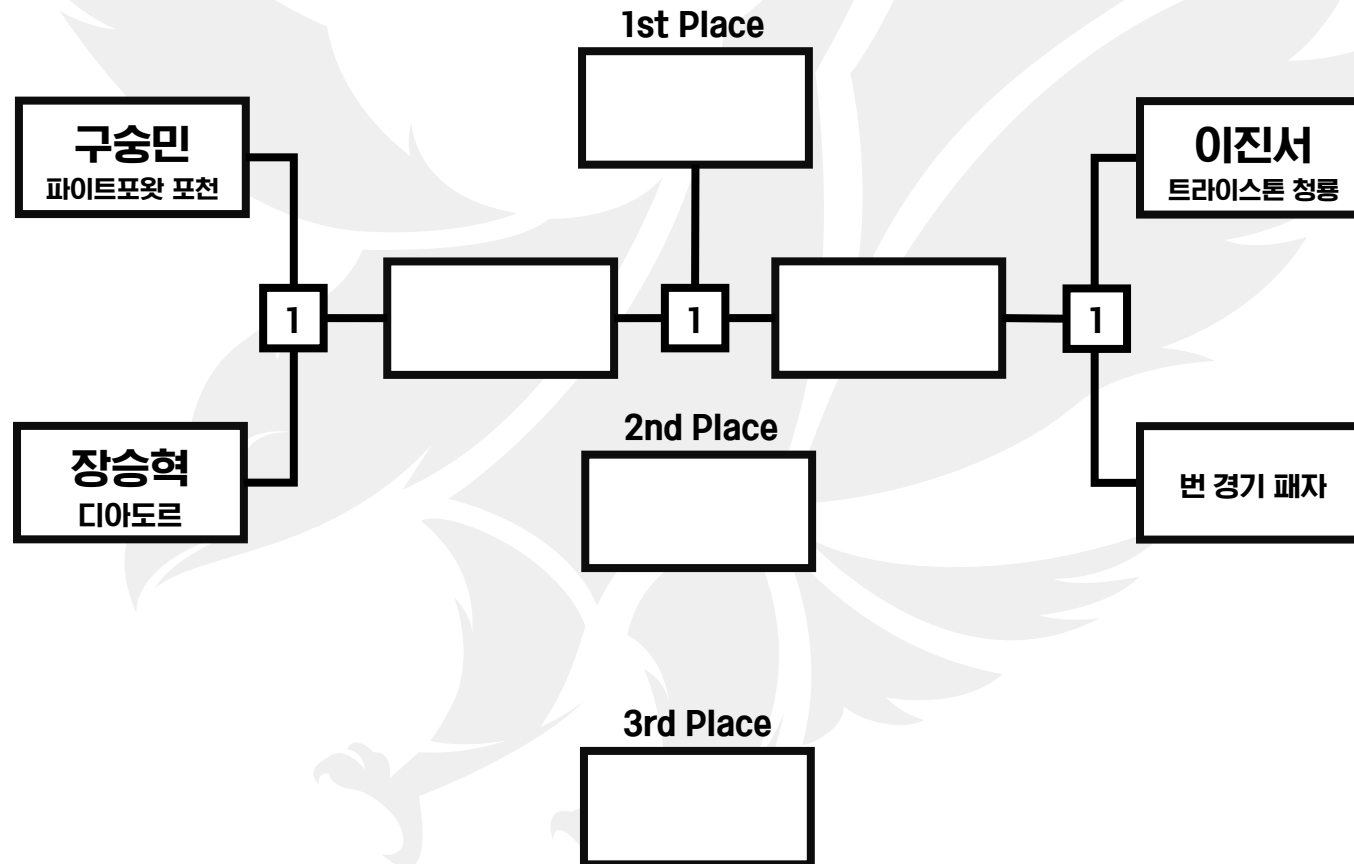 1st Place
구숭민
파이트포왓 포천
이진서
트라이스톤 청룡
1
1
1
2nd Place
장승혁
디아도르
번 경기 패자
3rd Place